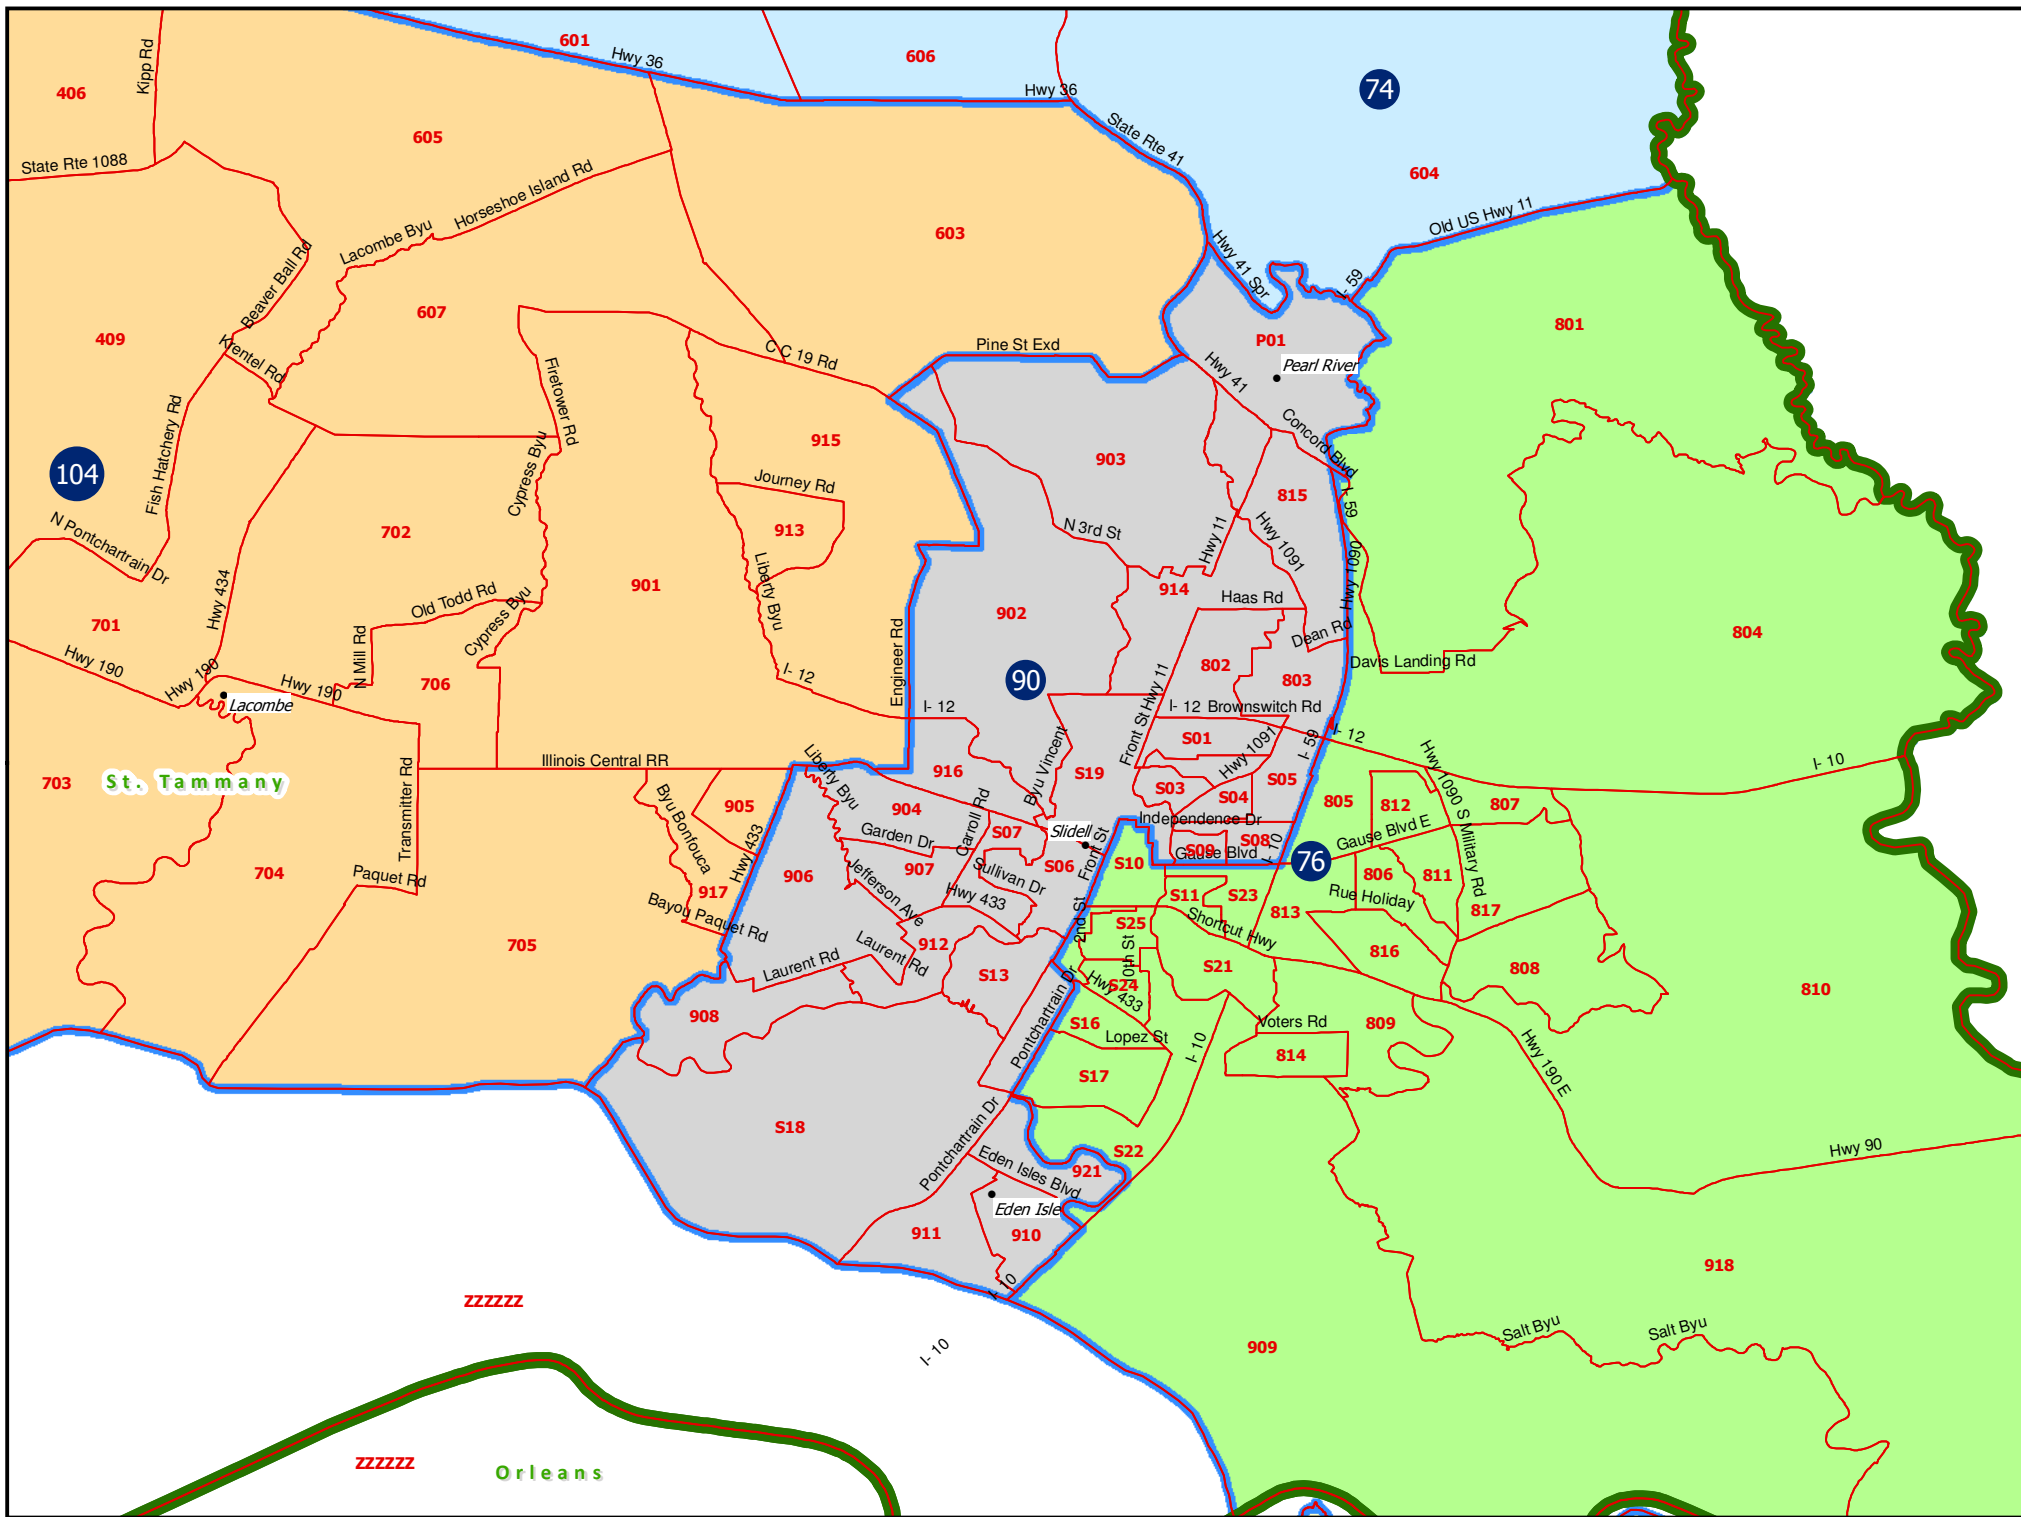 601
606
Hwy 36
Hwy 36
74
406
Kipp Rd
605
State Rte 1088
State Rte 41
604
Horseshoe Island Rd
Lacombe Byu
Old US Hwy 11
603
Hwy 41 Spr
I- 59
Beaver Ball Rd
607
409
Krentel Rd
Firetower Rd
C C 19 Rd
Pine St Exd
P01
Pearl River
801
Hwy 41
Concord Blvd
Fish Hatchery Rd
915
903
104
Cypress Byu
Journey Rd
815
I- 59
N Pontchartrain Dr
702
913
N 3rd St
Hwy 11
Hwy 1091
Hwy 1090
Hwy 434
Old Todd Rd
901
Liberty Byu
914
Haas Rd
902
701
Cypress Byu
Dean Rd
804
Hwy 190
N Mill Rd
Engineer Rd
802
Davis Landing Rd
Hwy 190
Hwy 190
706
I- 12
90
803
Lacombe
I- 12
Front St
Hwy 11
I- 12
Brownswitch Rd
I- 12
S01
I- 59
Hwy 1091
703
St. Tammany
Transmitter Rd
Illinois Central RR
Liberty Byu
916
Byu Vincent
S19
S03
S04
S05
I- 10
Hwy 1090
805
812
807
Byu Bonfouca
905
904
Carroll Rd
S07
Slidell
Independence Dr
Gause Blvd E
S Military Rd
Hwy 433
Garden Dr
S06
Front St
S09
S08
Gause Blvd
I- 10
76
S10
704
Paquet Rd
917
906
907
Jefferson Ave
Sullivan Dr
Hwy 433
S11
S23
806
811
Rue Holiday
813
817
Bayou Paquet Rd
2nd St
S25
Shortcut Hwy
705
Laurent Rd
Laurent Rd
912
S13
S21
816
808
810
S24
Hwy 433
908
Pontchartrain Dr
S16
Lopez St
Voters Rd
809
I- 10
814
Hwy 190 E
S17
S18
Pontchartrain Dr
S22
Hwy 90
Eden Isles Blvd
921
Eden Isle
911
910
918
I- 10
ZZZZZZ
Salt Byu
Salt Byu
I- 10
909
ZZZZZZ
Orleans